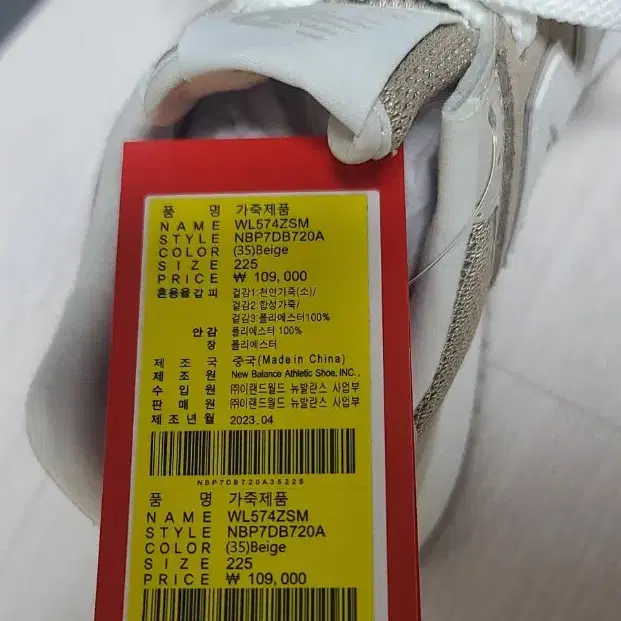 품 명 가죽제품
NAME WL574ZSM
STYLE NBP7DB720A
COLOR (35)Beige
SIZE 225
PRICE ₩ 109,000
혼용율갑피 겉감1:천연가죽(소)/
겉감2:합성가죽/
겉감3:폴리에스터100%
안감 폴리에스터 100%
창 폴리에스터
제 조 국 중국(Made in China)
제 조 원 New Balance Athletic Shoe, INC. ,
수 입 원 ㈜이랜드월드 뉴발란스 사업부
판 매 원 ㈜이랜드월드 뉴발란스 사업부
제조년월 2023.04
NBP7DB720A35225
품 명 가죽제품
NAME WL574ZSM
STYLE NBP7DB720A
COLOR (35)Beige
SIZE 225
PRICE ₩ 109,000